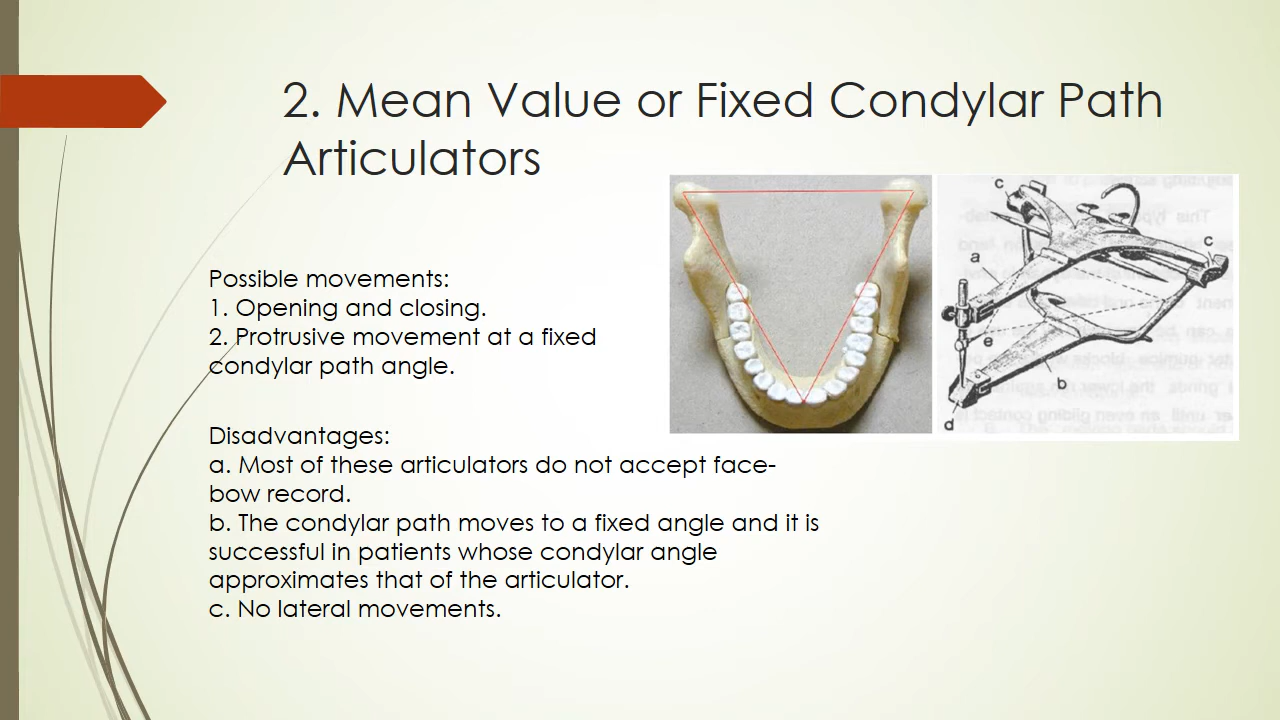 2. Mean Value or Fixed Condylar Path
Articulators
Possible movements:
1. Opening and closing.
2. Protrusive movement at a fixed
condylar path angle.
Disadvantages:
a. Most of these articulators do not accept face-
bow record.
b. The condylar path moves to a fixed angle and it is
successful in patients whose condylar angle
approximates that of the articulator.
c. No lateral movements.
c
c
a
e
b
d